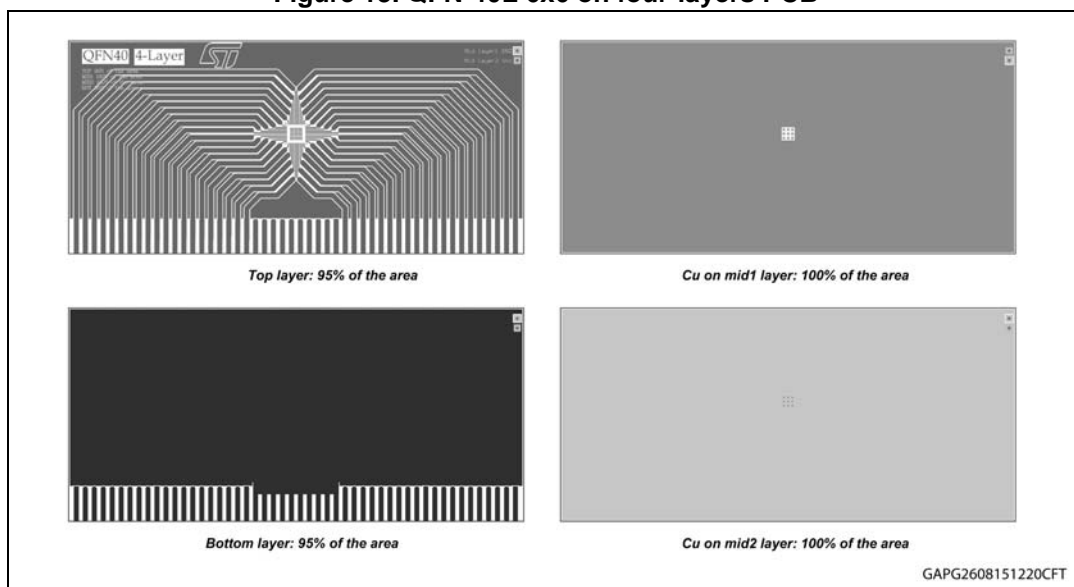 QFN40 4-Layer ST
Top layer: 95% of the area
Cu on mid1 layer: 100% of the area
Bottom layer: 95% of the area
Cu on mid2 layer: 100% of the area
GAPG2608151220CFT